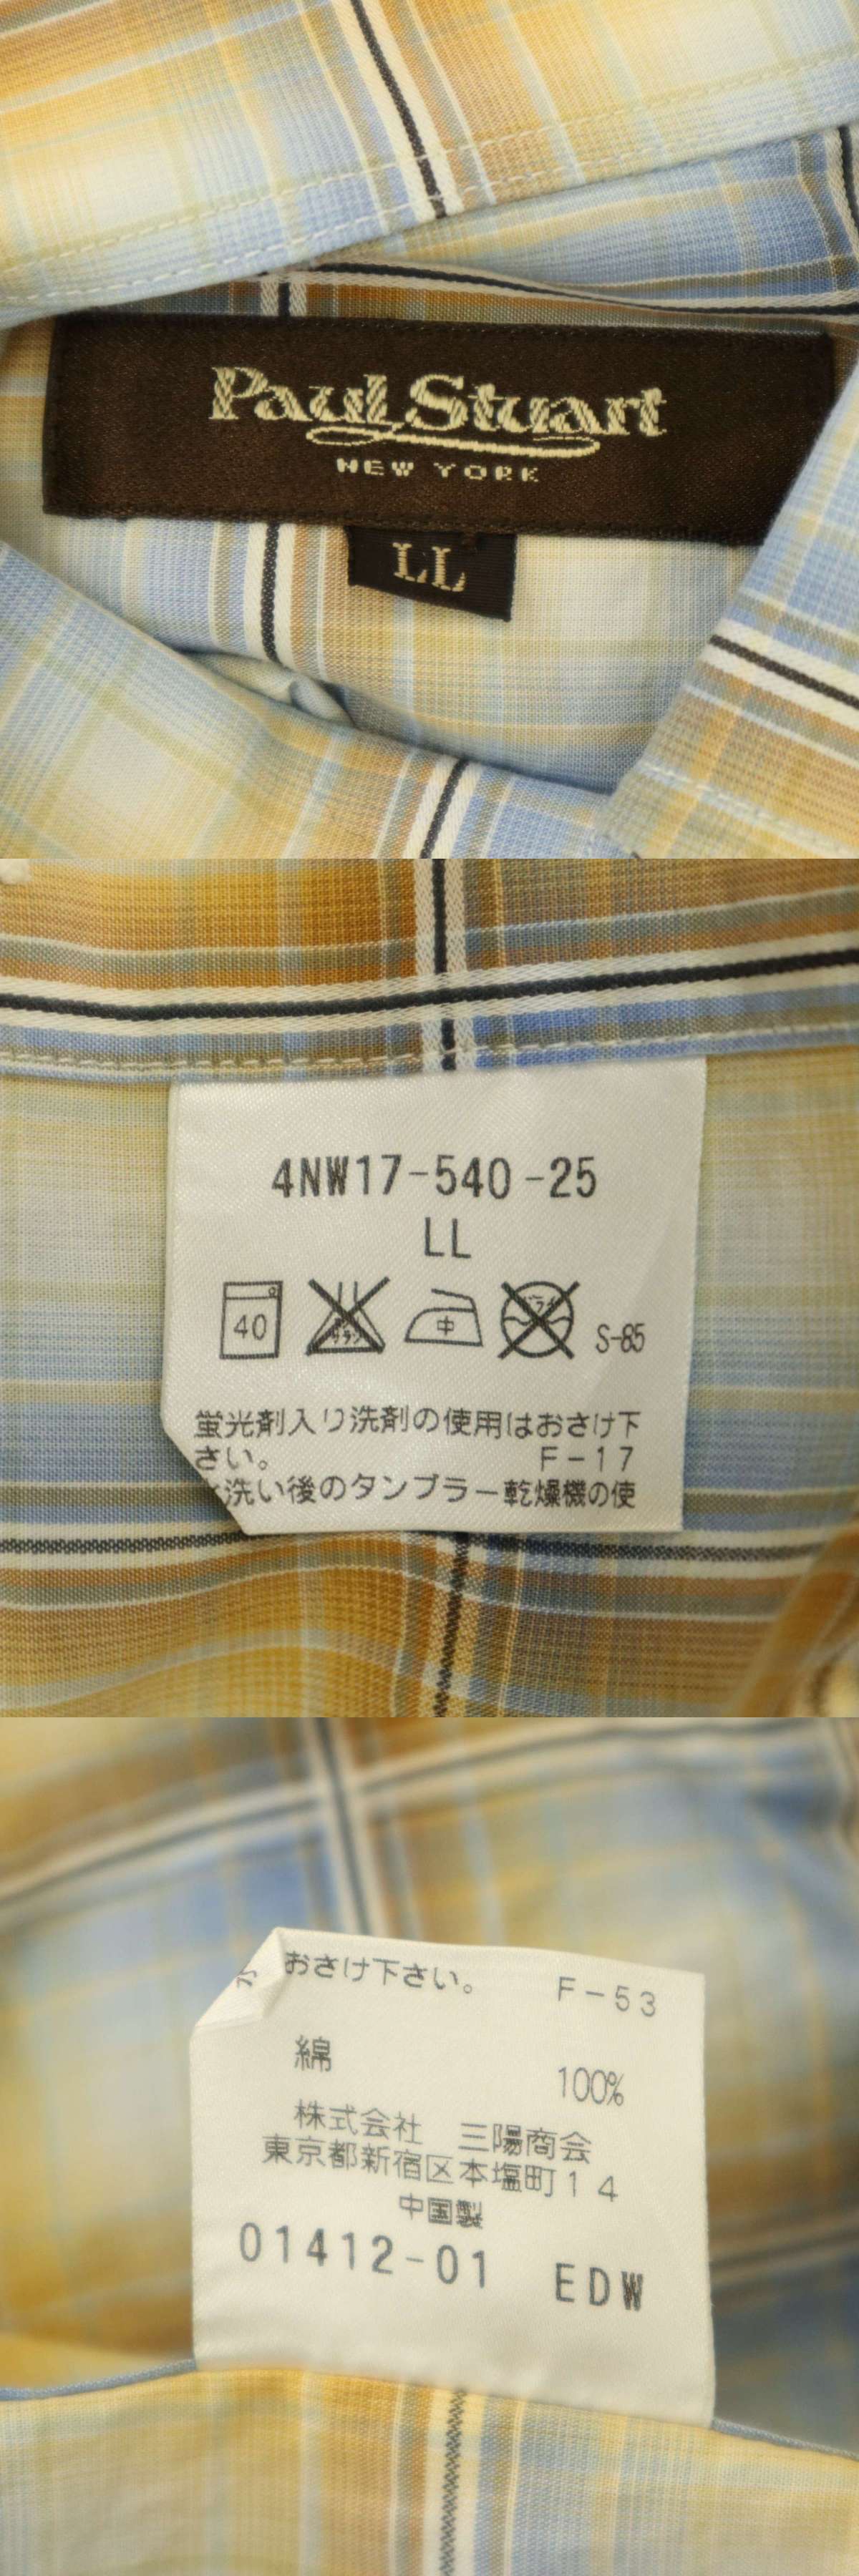 Paul Stuart
NEW YORK
LL
4NW17-540-25
LL
40
中
S-85
蛍光剤入り洗剤の使用はおさけ下
さい。 F-17
洗い後のタンブラー乾燥機の使
おさけ下さい。 F-53
綿 100%
株式会社 三陽商会
東京都新宿区本塩町14
中国製
01412-01 EDW